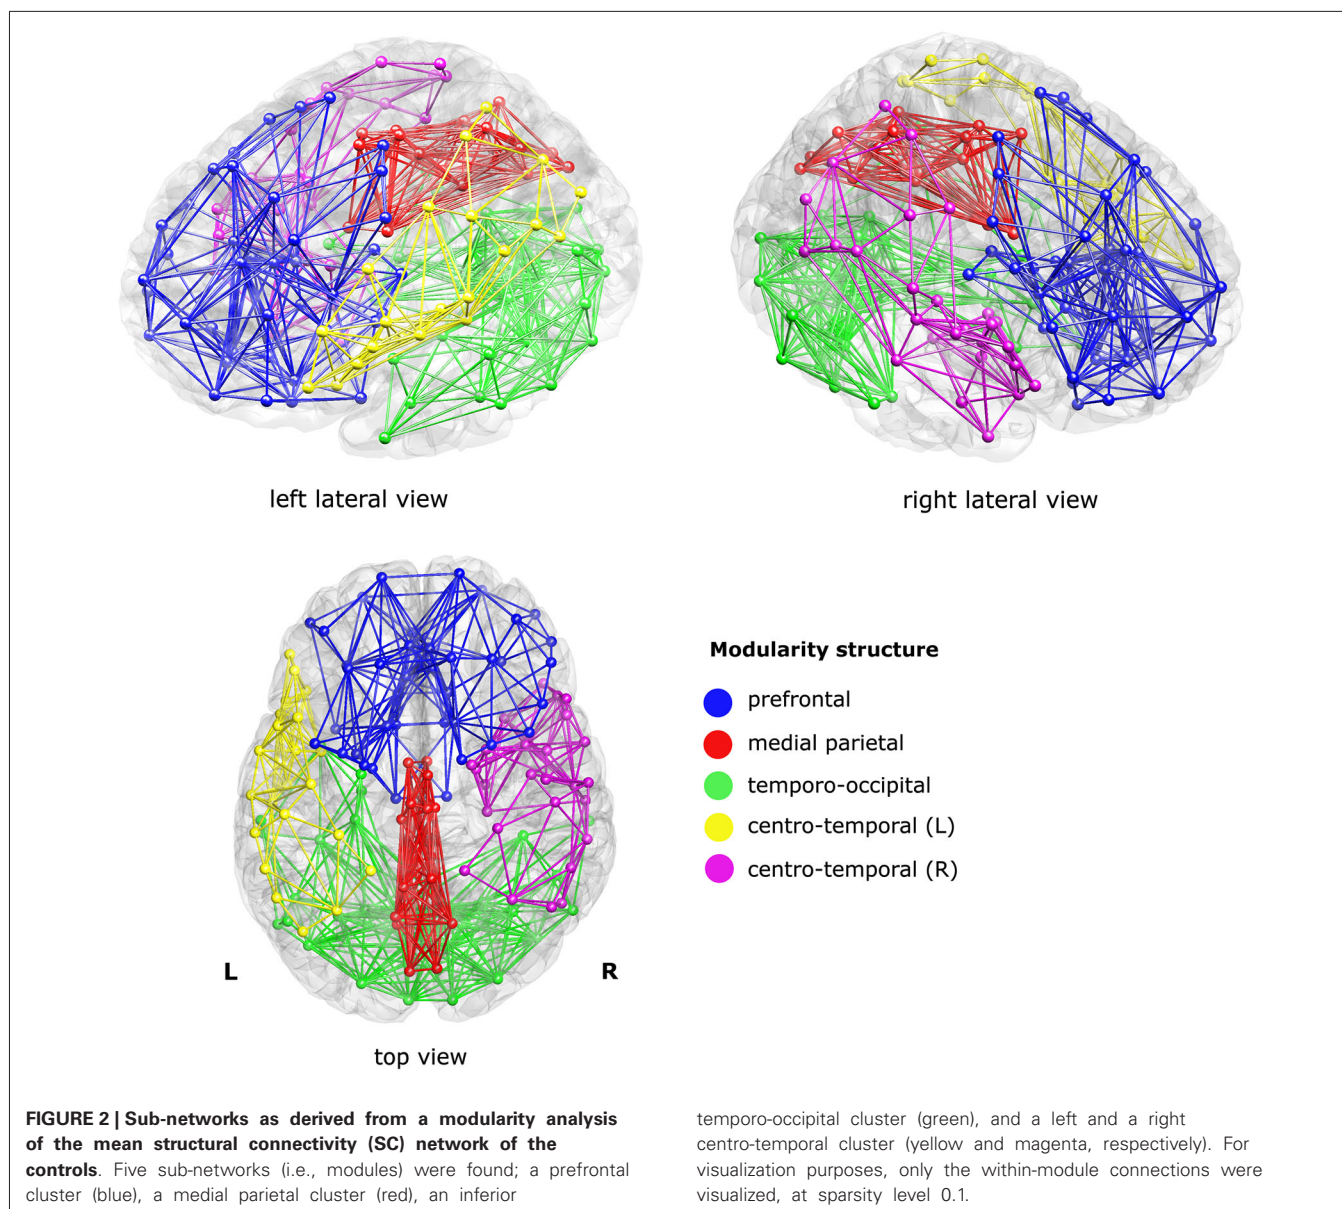 left lateral view
right lateral view
Modularity structure
prefrontal
medial parietal
temporo-occipital
centro-temporal (L)
centro-temporal (R)
L
R
top view
FIGURE 2 | Sub-networks as derived from a modularity analysis
of the mean structural connectivity (SC) network of the
controls. Five sub-networks (i.e., modules) were found; a prefrontal
cluster (blue), a medial parietal cluster (red), an inferior
temporo-occipital cluster (green), and a left and a right
centro-temporal cluster (yellow and magenta, respectively). For
visualization purposes, only the within-module connections were
visualized, at sparsity level 0.1.